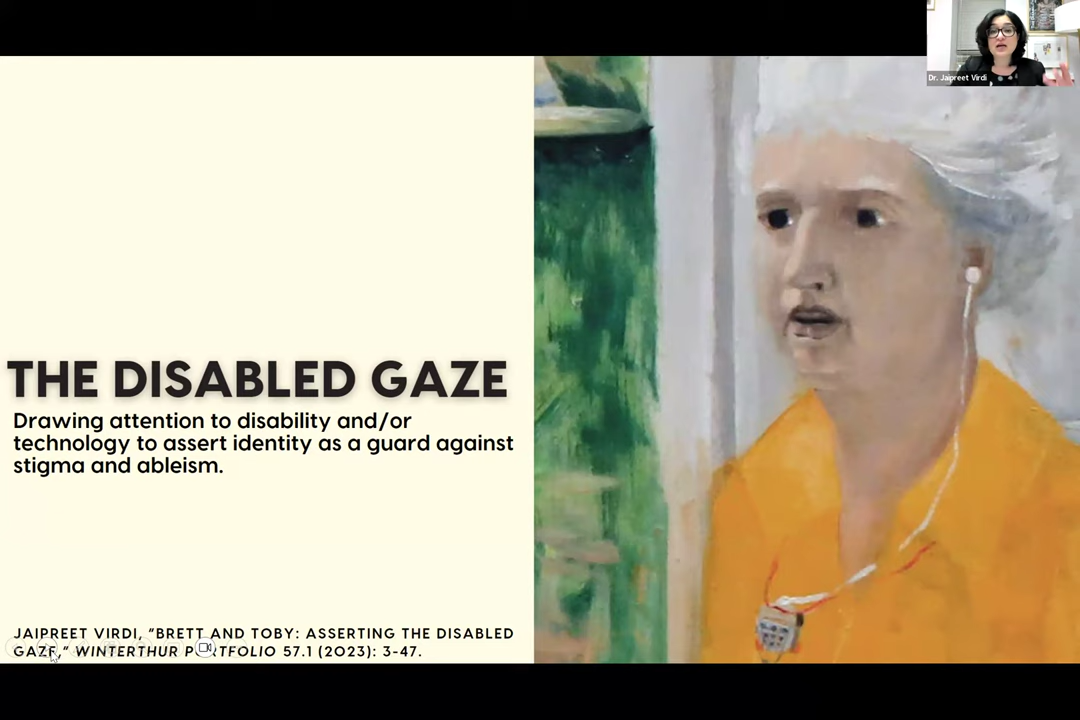 Dr. Jaipreet Virdi
THE DISABLED GAZE
Drawing attention to disability and/or
technology to assert identity as a guard against
stigma and ableism.
JAIPREET VIRDI, "BRETT AND TOBY: ASSERTING THE DISABLED
GAZE," WINTERTHUR PORTFOLIO 57.1 (2023): 3-47.